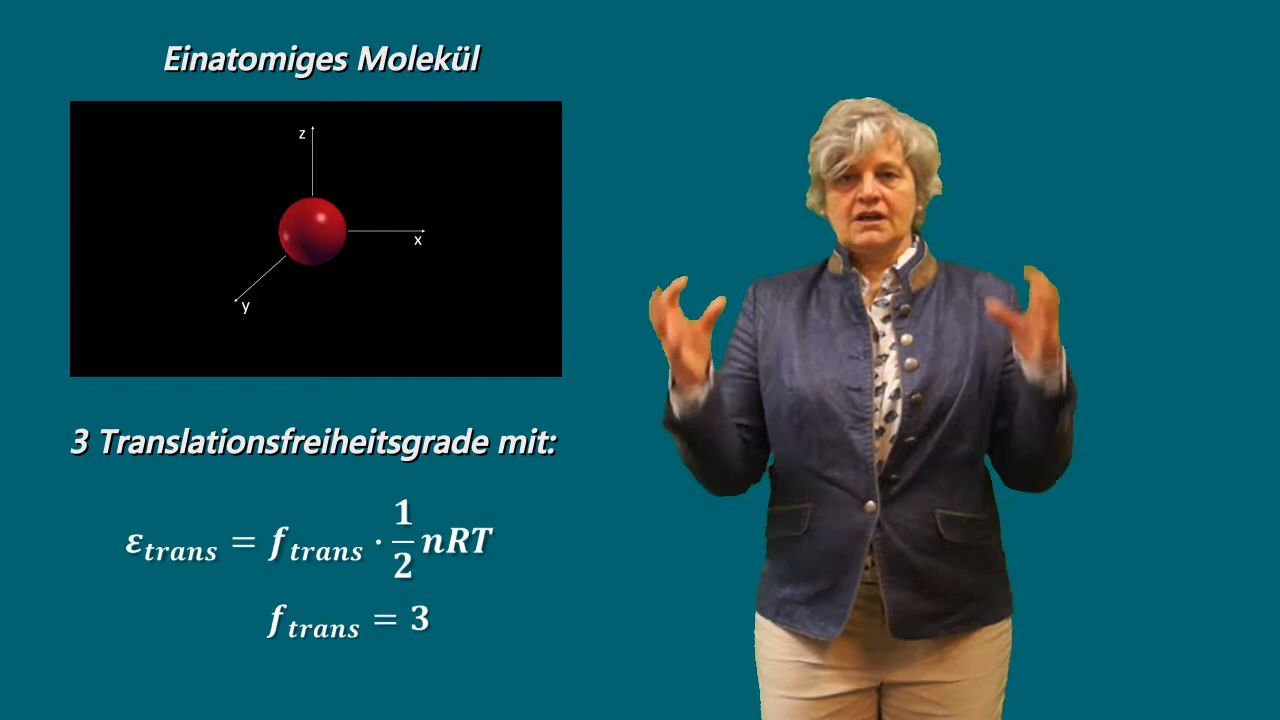 Einatomiges Molekül
z
x
y
3 Translationsfreiheitsgrade mit:
ε_trans = f_trans · 1/2 nRT
f_trans = 3